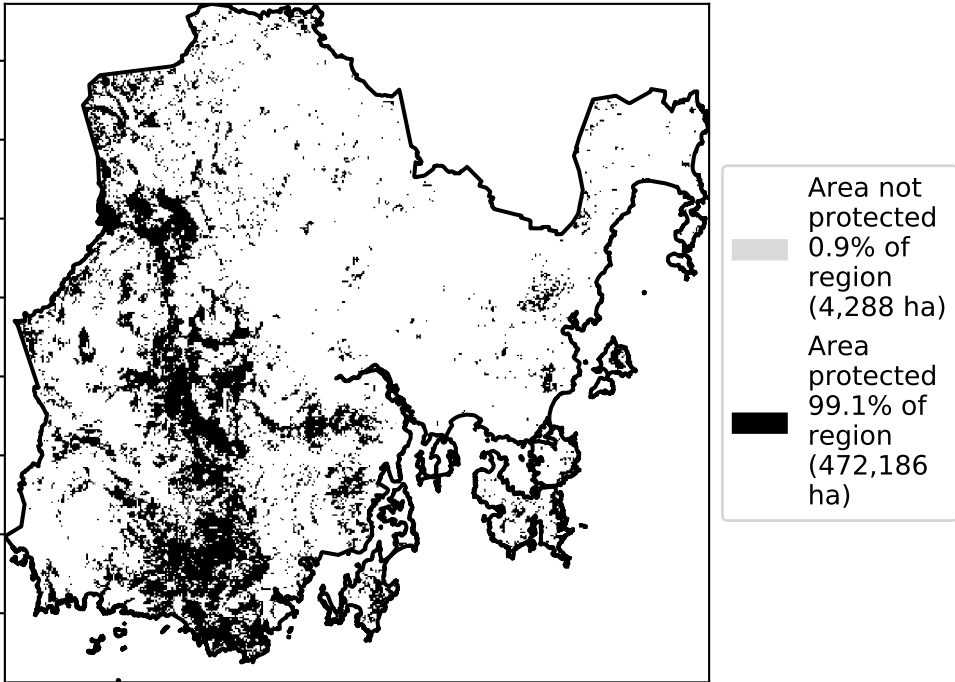 Area not
protected
0.9% of
region
(4,288 ha)
Area
protected
99.1% of
region
(472,186
ha)